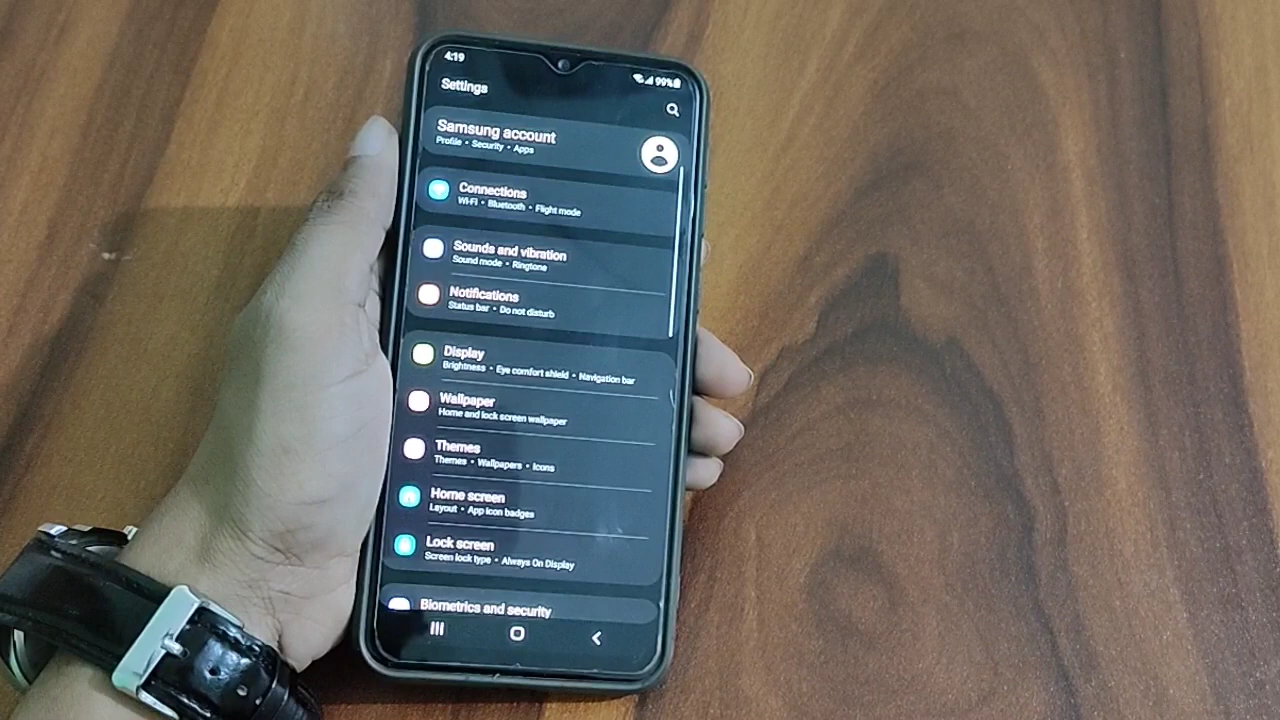 4:19
99%
Settings
Samsung account
Profile • Security • Apps
Connections
Wi-Fi • Bluetooth • Flight mode
Sounds and vibration
Sound mode • Ringtone
Notifications
Status bar • Do not disturb
Display
Brightness • Eye comfort shield • Navigation bar
Wallpaper
Home and lock screen wallpaper
Themes
Themes • Wallpapers • Icons
Home screen
Layout • App icon badges
Lock screen
Screen lock type • Always On Display
Biometrics and security